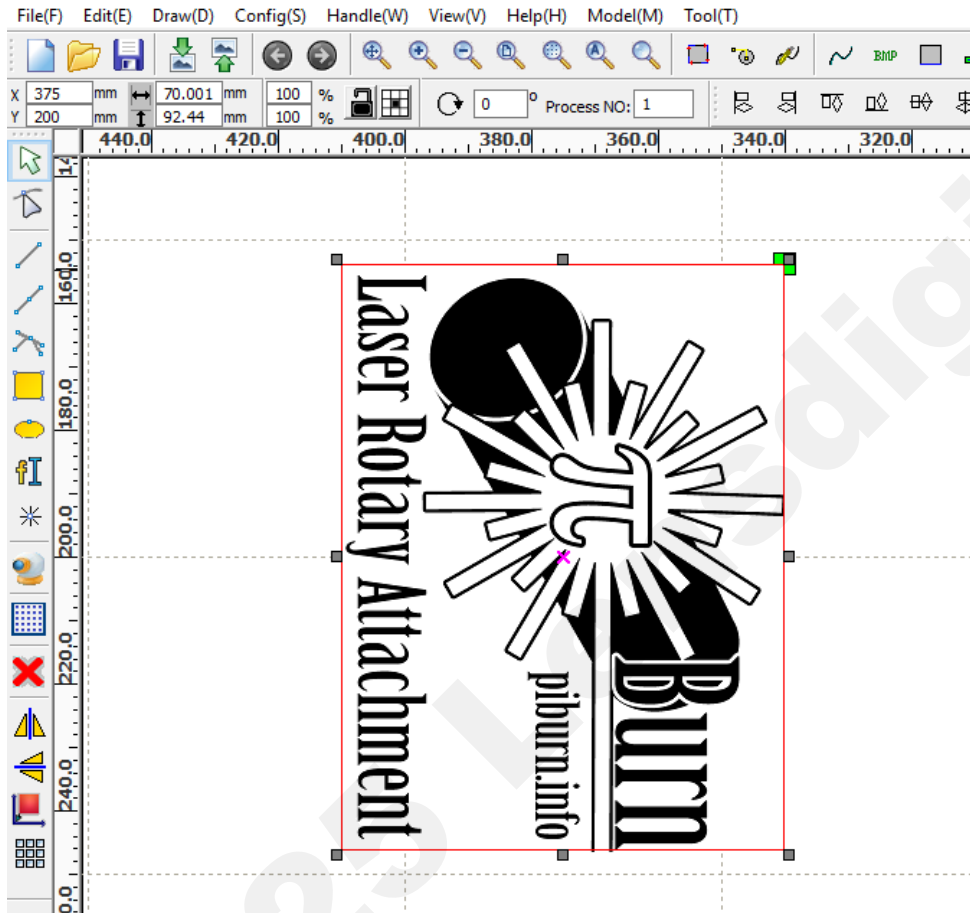 File(F) Edit(E) Draw(D) Config(S) Handle(W) View(V) Help(H) Model(M) Tool(T)
BMP
X 375 mm 70.001 mm 100 %
Y 200 mm 92.44 mm 100 %
0 ° Process NO: 1
440.0 420.0 400.0 380.0 360.0 340.0 320.0
160.0
180.0
200.0
220.0
240.0
Laser Rotary Attachment
π
Burn
piburn.info